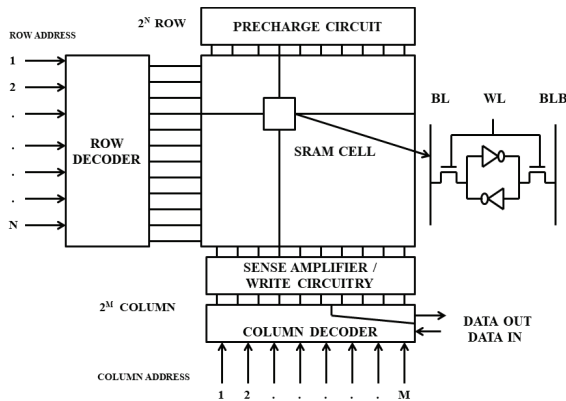 2^N ROW
PRECHARGE CIRCUIT
ROW ADDRESS
1
2
.
.
.
.
N
ROW
DECODER
SRAM CELL
BL WL BLB
SENSE AMPLIFIER /
WRITE CIRCUITRY
2^M COLUMN
COLUMN DECODER
DATA OUT
DATA IN
COLUMN ADDRESS
1 2 . . . . . M